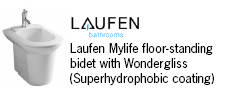 LAUFEN
bathrooms
Laufen Mylife floor-standing
bidet with Wondergliss
(Superhydrophobic coating)